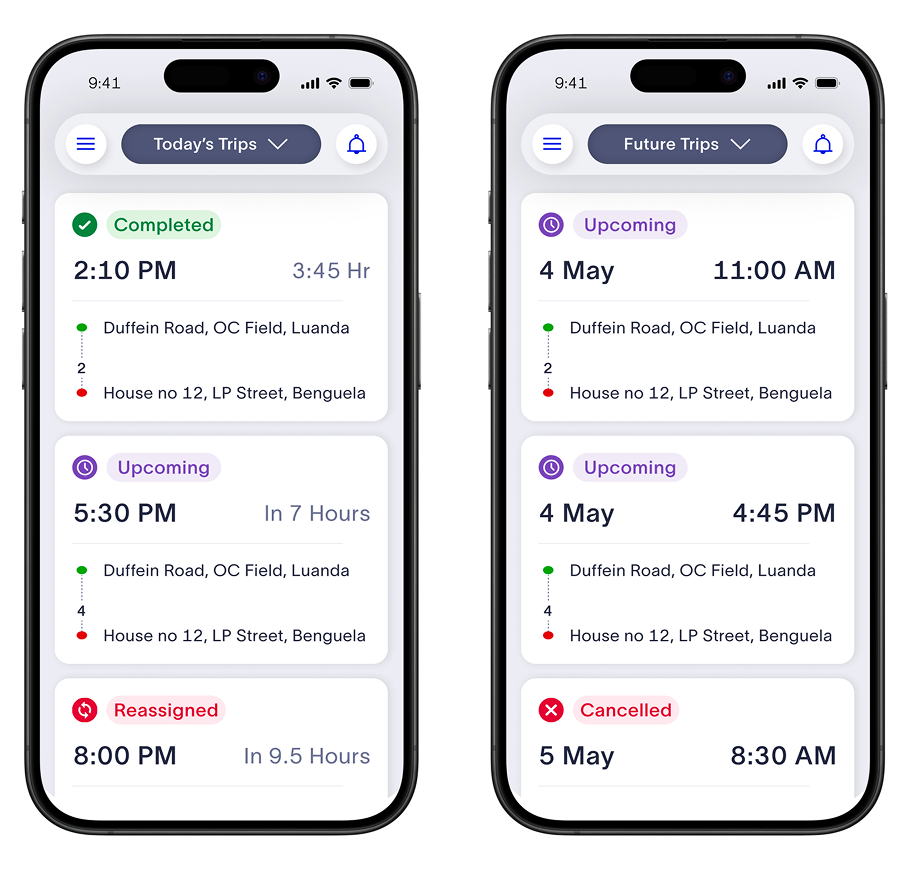 9:41
Today's Trips
Completed
2:10 PM 3:45 Hr
Duffein Road, OC Field, Luanda
2
House no 12, LP Street, Benguela
Upcoming
5:30 PM In 7 Hours
Duffein Road, OC Field, Luanda
4
House no 12, LP Street, Benguela
Reassigned
8:00 PM In 9.5 Hours
9:41
Future Trips
Upcoming
4 May 11:00 AM
Duffein Road, OC Field, Luanda
2
House no 12, LP Street, Benguela
Upcoming
4 May 4:45 PM
Duffein Road, OC Field, Luanda
4
House no 12, LP Street, Benguela
Cancelled
5 May 8:30 AM